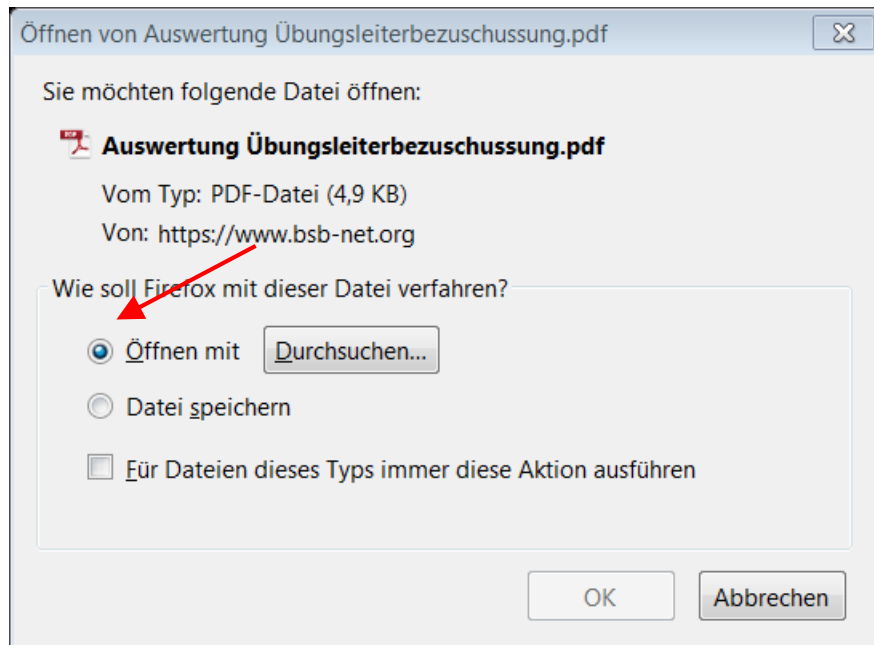 Öffnen von Auswertung Übungsleiterbezuschussung.pdf
Sie möchten folgende Datei öffnen:
Auswertung Übungsleiterbezuschussung.pdf
Vom Typ: PDF-Datei (4,9 KB)
Von: https://www.bsb-net.org
Wie soll Firefox mit dieser Datei verfahren?
Öffnen mit Durchsuchen...
Datei speichern
Für Dateien dieses Typs immer diese Aktion ausführen
OK Abbrechen